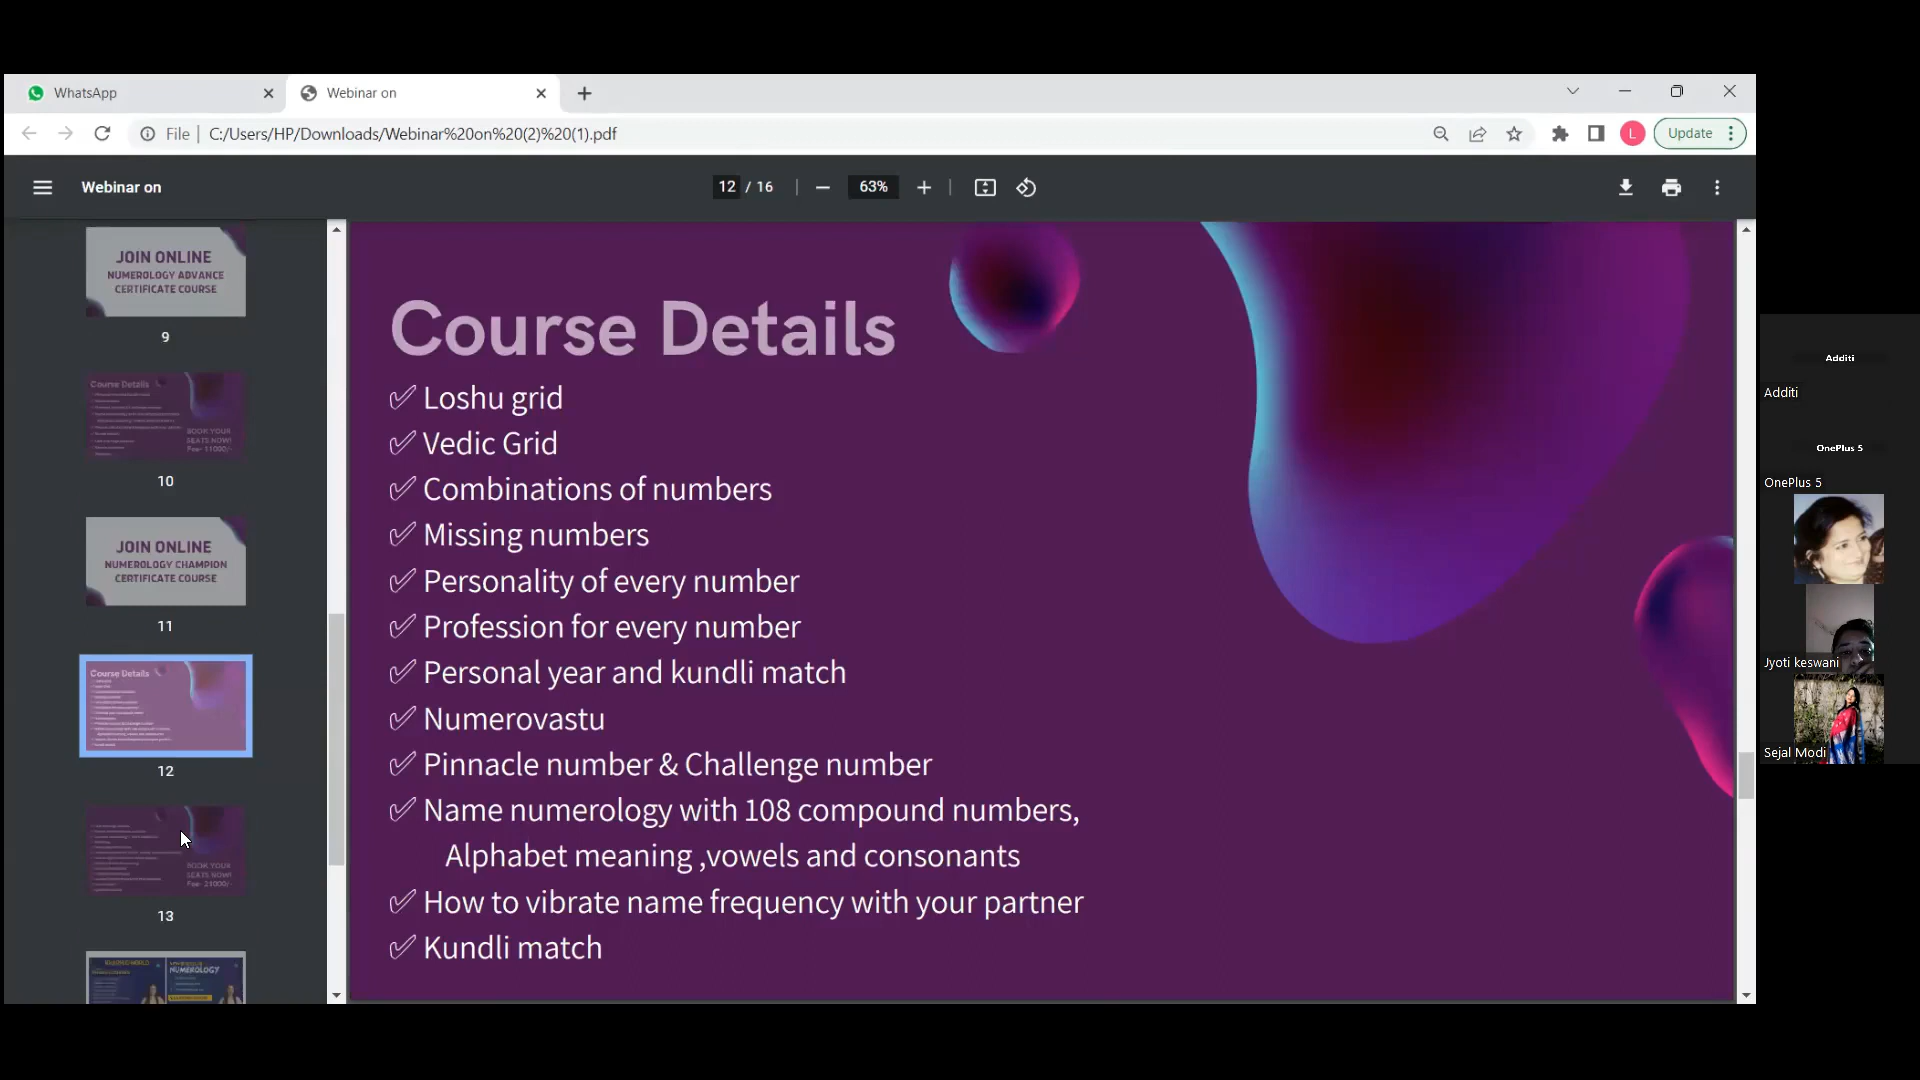 WhatsApp
Webinar on
File
C:/Users/HP/Downloads/Webinar%20on%20(2)%20(1).pdf
L
Update
Webinar on
12 / 16
63%
JOIN ONLINE
NUMEROLOGY ADVANCE
CERTIFICATE COURSE
9
Course Details
BOOK YOUR
SEATS NOW!
Fee- 11000/-
10
JOIN ONLINE
NUMEROLOGY CHAMPION
CERTIFICATE COURSE
11
Course Details
12
BOOK YOUR
SEATS NOW!
Fee- 21000/-
13
NUMEROLOGY
Course Details
✅ Loshu grid
✅ Vedic Grid
✅ Combinations of numbers
✅ Missing numbers
✅ Personality of every number
✅ Profession for every number
✅ Personal year and kundli match
✅ Numerovastu
✅ Pinnacle number & Challenge number
✅ Name numerology with 108 compound numbers,
Alphabet meaning ,vowels and consonants
✅ How to vibrate name frequency with your partner
✅ Kundli match
Additi
Additi
OnePlus 5
OnePlus 5
Jyoti keswani
Sejal Modi